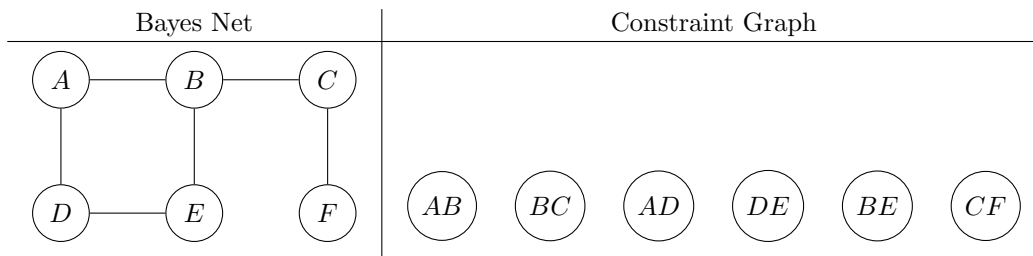 Bayes Net Constraint Graph
A B C
D E F AB BC AD DE BE CF